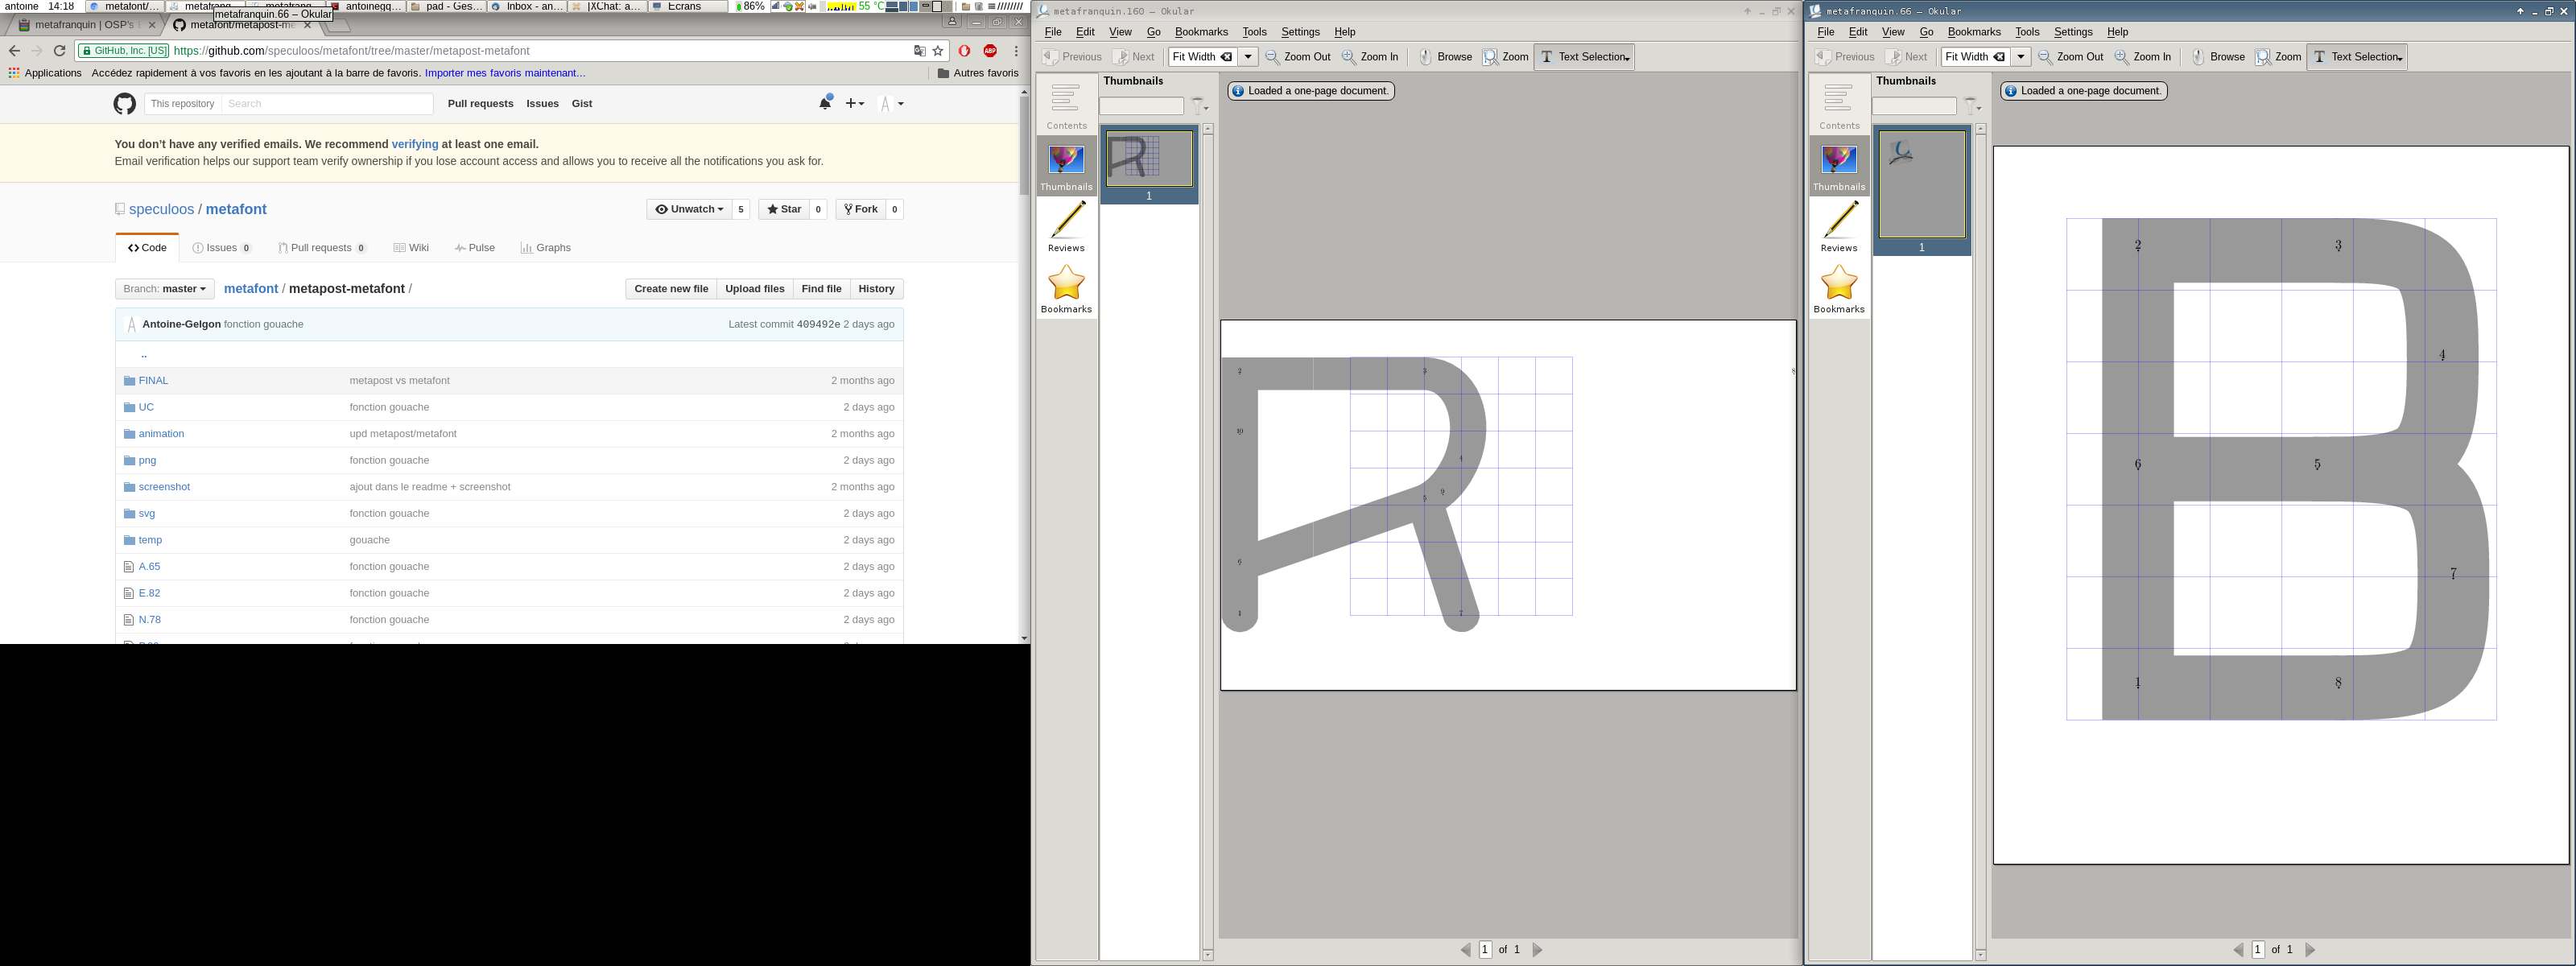 antoine 14:18 metafont/... metafrang... antoinegq... pad - Ges... Inbox - an... |XChat: a... Ecrans 86% 55 °C
metafranquin.66 – Okular
metafranquin | OSP's
metafont/metapost-me
GitHub, Inc. [US] https://github.com/speculoos/metafont/tree/master/metapost-metafont
Applications Accédez rapidement à vos favoris en les ajoutant à la barre de favoris. Importer mes favoris maintenant... Autres favoris
This repository Search Pull requests Issues Gist
You don't have any verified emails. We recommend verifying at least one email.
Email verification helps our support team verify ownership if you lose account access and allows you to receive all the notifications you ask for.
speculoos / metafont Unwatch 5 Star 0 Fork 0
Code Issues 0 Pull requests 0 Wiki Pulse Graphs
Branch: master metafont / metapost-metafont / Create new file Upload files Find file History
Antoine-Gelgon fonction gouache Latest commit 409492e 2 days ago
..
FINAL metapost vs metafont 2 months ago
UC fonction gouache 2 days ago
animation upd metapost/metafont 2 months ago
png fonction gouache 2 days ago
screenshot ajout dans le readme + screenshot 2 months ago
svg fonction gouache 2 days ago
temp gouache 2 days ago
A.65 fonction gouache 2 days ago
E.82 fonction gouache 2 days ago
N.78 fonction gouache 2 days ago
metafranquin.160 – Okular
File Edit View Go Bookmarks Tools Settings Help
Previous Next Fit Width Zoom Out Zoom In Browse Zoom Text Selection
Thumbnails
Loaded a one-page document.
Contents
Thumbnails
Reviews
Bookmarks
1
R
2
3
10
4
5
9
6
1
7
8
1 of 1
metafranquin.66 – Okular
File Edit View Go Bookmarks Tools Settings Help
Previous Next Fit Width Zoom Out Zoom In Browse Zoom Text Selection
Thumbnails
Loaded a one-page document.
Contents
Thumbnails
Reviews
Bookmarks
1
B
2 3
4
6 5
7
1 8
1 of 1